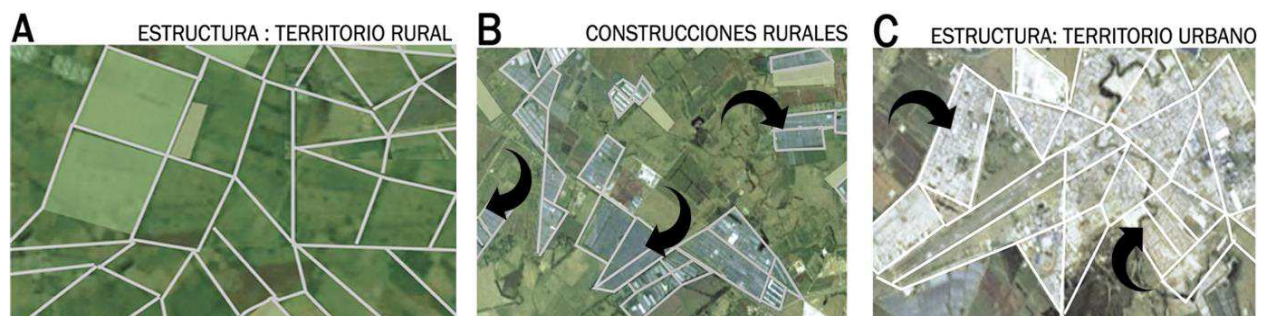 A ESTRUCTURA : TERRITORIO RURAL
B CONSTRUCCIONES RURALES
C ESTRUCTURA: TERRITORIO URBANO